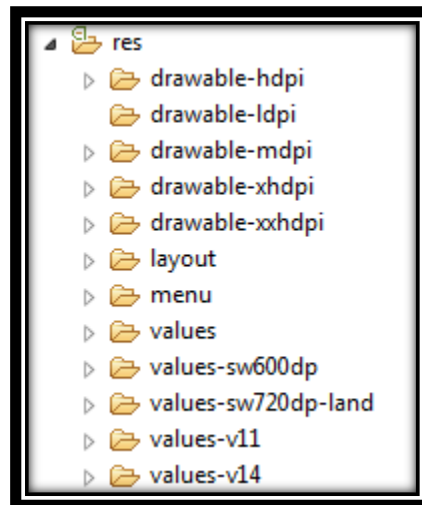 res
drawable-hdpi
drawable-ldpi
drawable-mdpi
drawable-xhdpi
drawable-xxhdpi
layout
menu
values
values-sw600dp
values-sw720dp-land
values-v11
values-v14